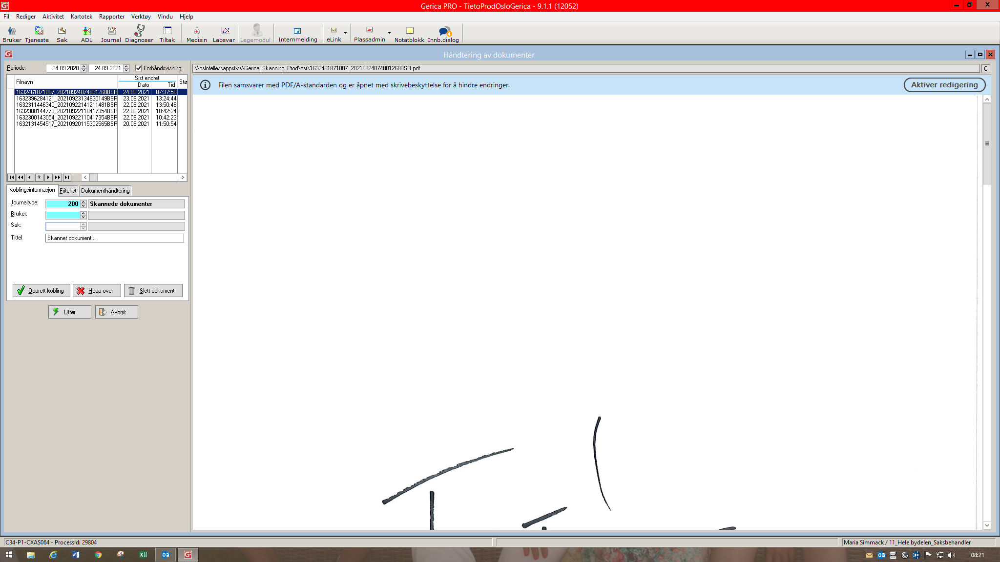 Gerica PRO - TietoProdOsloGerica - 9.1.1 (12052)
Fil Rediger Aktivitet Kartotek Rapporter Verktøy Vindu Hjelp
Bruker Tjeneste Sak ADL Journal Diagnoser Tiltak Medisin Labsvar Legemodul Internmelding eLink Plassadmin Notatblokk Innb.dialog
Håndtering av dokumenter
Periode: 24.09.2020 24.09.2021 Forhåndsvisning
\\oslofelles\appsf-ss\Gerica_Skanning_Prod\bsr\1632461871007_20210924074801268BSR.pdf C
Filen samsvarer med PDF/A-standarden og er åpnet med skrivebeskyttelse for å hindre endringer. Aktiver redigering
Sist endret
Filnavn Dato Tid Stø
1632461871007_20210924074801268BSR 24.09.2021 07:37:50
1632396284121_20210923134630149BSR 23.09.2021 13:24:44
1632311446340_20210922141211481BSR 22.09.2021 13:50:46
1632300144773_20210922110417354BSR 22.09.2021 10:42:24
1632300143054_20210922110417354BSR 22.09.2021 10:42:23
1632131454517_20210920115302565BSR 20.09.2021 11:50:54
Koblingsinformasjon Fritekst Dokumenthåndtering
Journaltype: 200 Skannede dokumenter
Bruker:
Sak:
Tittel Skannet dokument...
Opprett kobling Hopp over Slett dokument
Utfør Avbryt
C34-P1-CXAS064 - ProcessId: 29804
Maria Simmack / 11_Hele bydelen_Saksbehandler
08:21